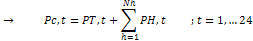 → Pc,t = PT,t + ∑_{h=1}^{Nh} PH,t ; t = 1, … 24